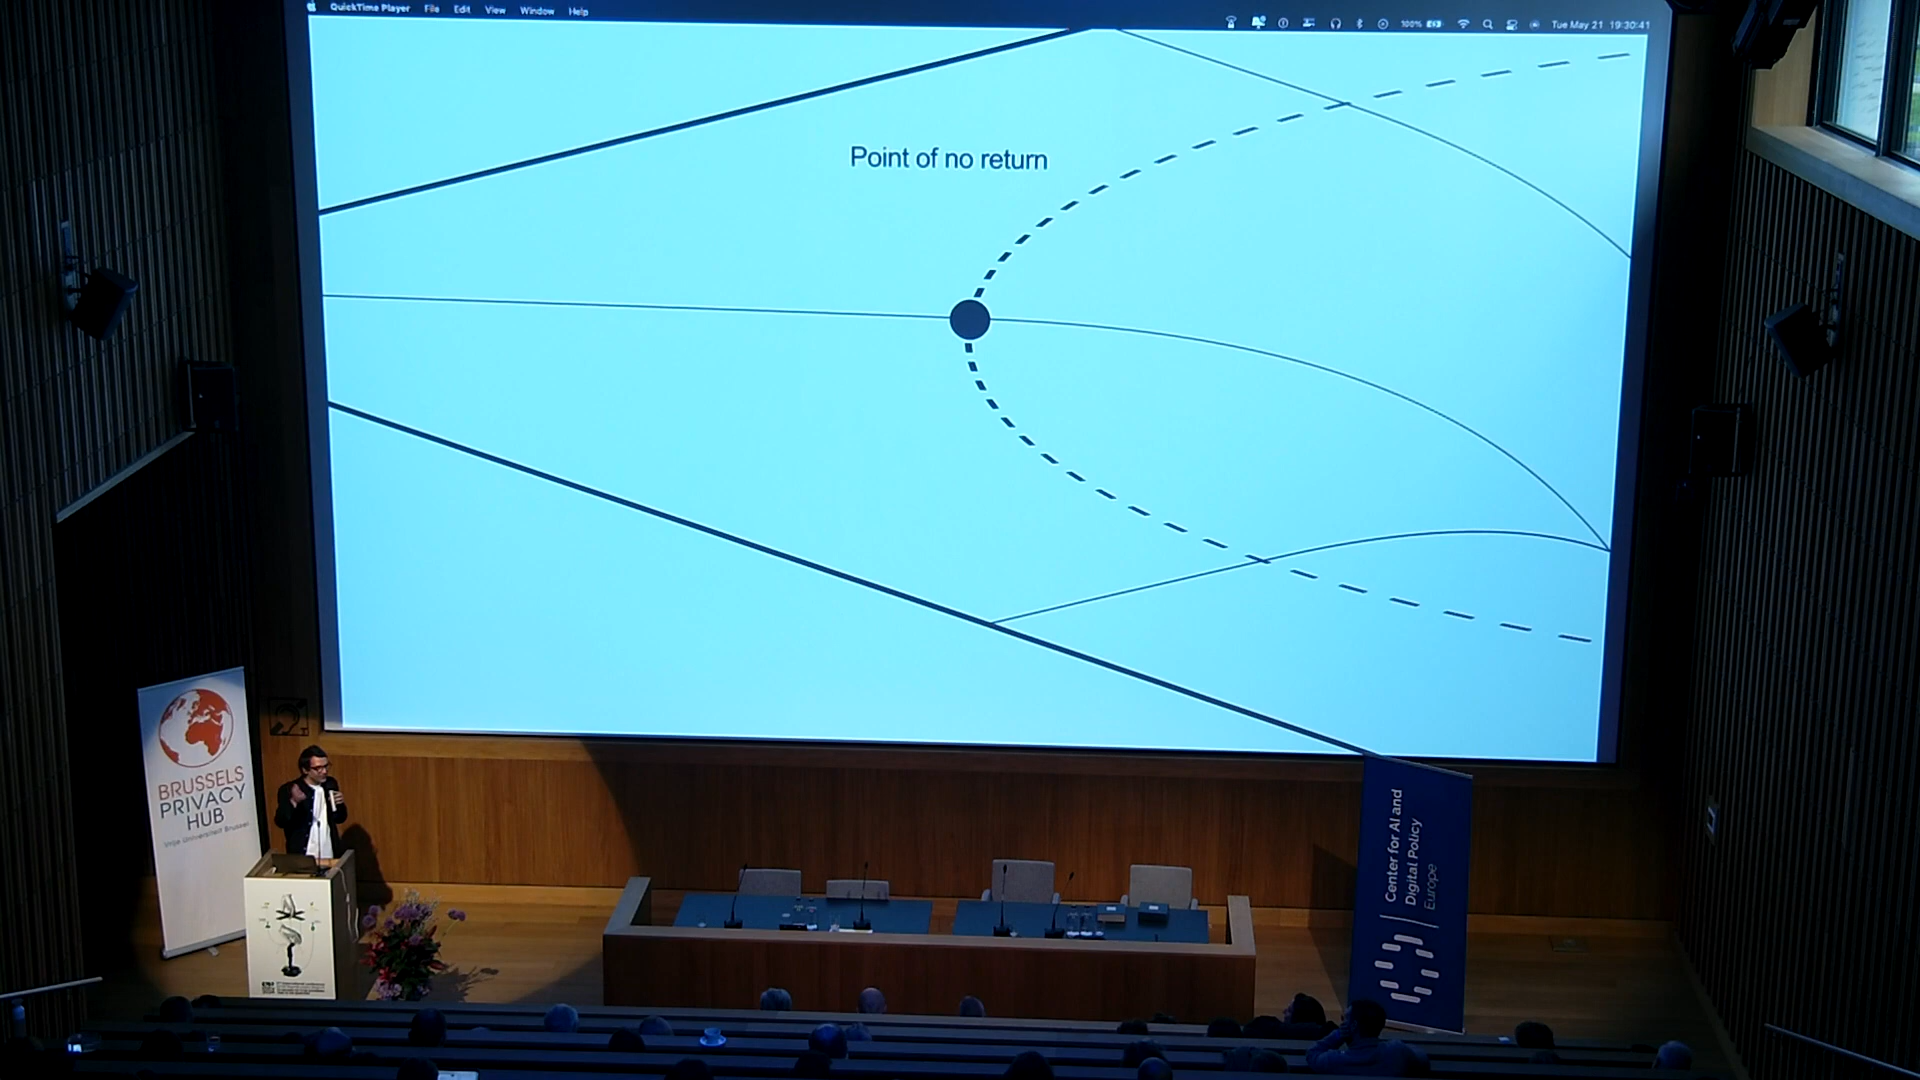 QuickTime Player File Edit View Window Help
100% Tue May 21 19:30:41
Point of no return
BRUSSELS
PRIVACY
HUB
Vrije Universiteit Brussel
Center for AI and
Digital Policy
Europe